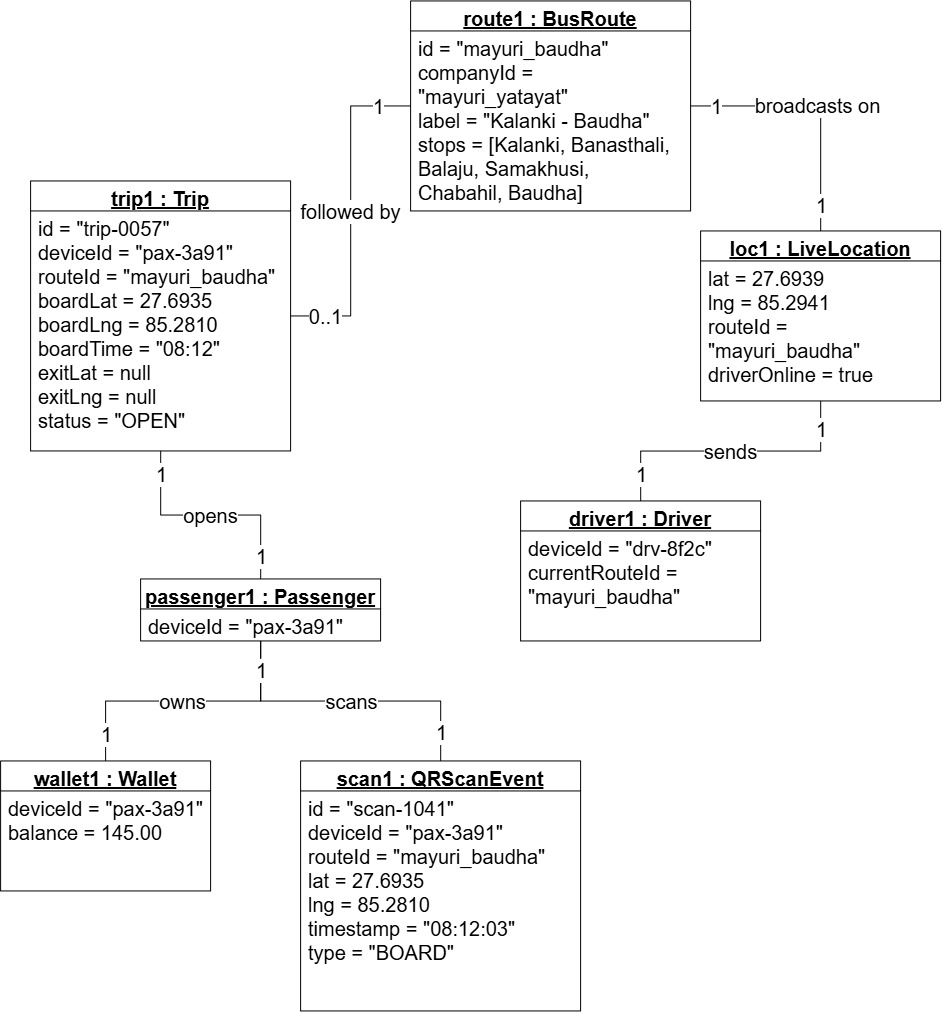 route1 : BusRoute
id = "mayuri_baudha"
companyId =
"mayuri_yatayat"
label = "Kalanki - Baudha"
stops = [Kalanki, Banasthali,
Balaju, Samakhusi,
Chabahil, Baudha]
1
1
broadcasts on
followed by
0..1
1
trip1 : Trip
id = "trip-0057"
deviceId = "pax-3a91"
routeId = "mayuri_baudha"
boardLat = 27.6935
boardLng = 85.2810
boardTime = "08:12"
exitLat = null
exitLng = null
status = "OPEN"
loc1 : LiveLocation
lat = 27.6939
lng = 85.2941
routeId =
"mayuri_baudha"
driverOnline = true
1
sends
1
driver1 : Driver
deviceId = "drv-8f2c"
currentRouteId =
"mayuri_baudha"
1
opens
1
passenger1 : Passenger
deviceId = "pax-3a91"
1
owns
scans
1
1
wallet1 : Wallet
deviceId = "pax-3a91"
balance = 145.00
scan1 : QRScanEvent
id = "scan-1041"
deviceId = "pax-3a91"
routeId = "mayuri_baudha"
lat = 27.6935
lng = 85.2810
timestamp = "08:12:03"
type = "BOARD"